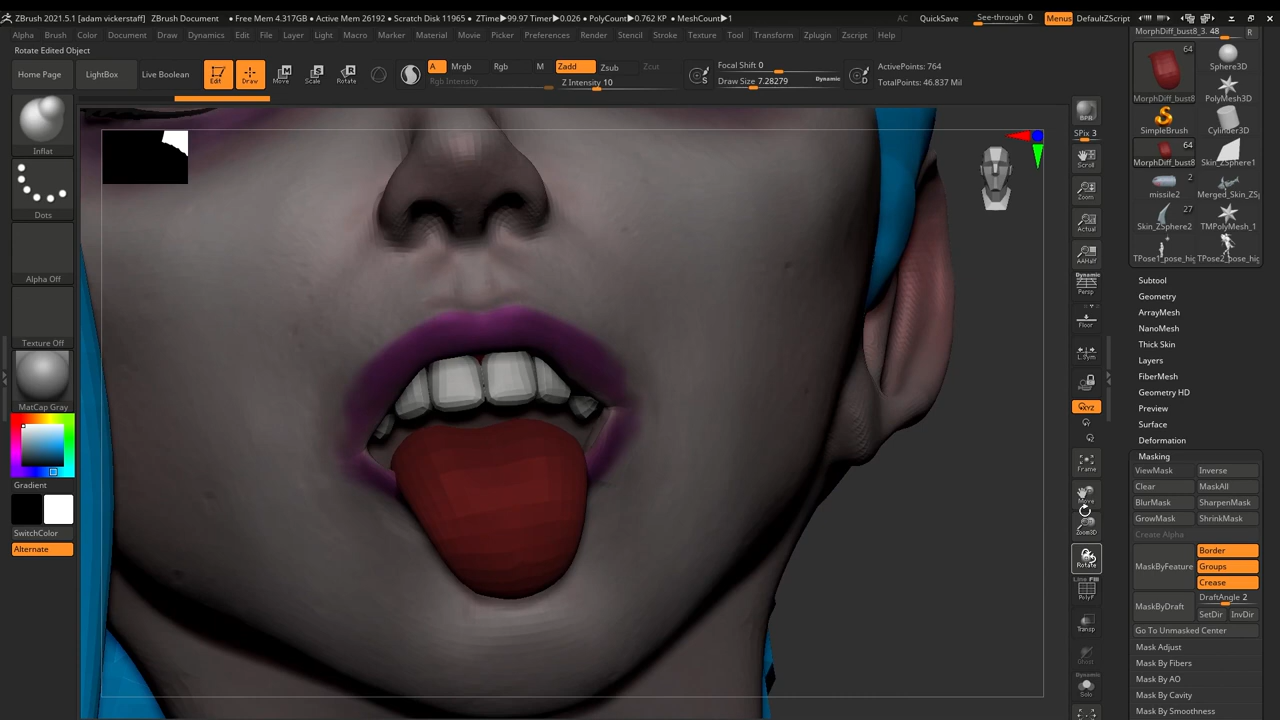 ZBrush 2021.5.1 [adam vickerstaff] ZBrush Document ● Free Mem 4.317GB ● Active Mem 26192 ● Scratch Disk 11965 ● ZTime▶99.97 Timer▶0.026 ● PolyCount▶0.762 KP ● MeshCount▶1 AC QuickSave See-through 0 Menus DefaultZScript
Alpha Brush Color Document Draw Dynamics Edit File Layer Light Macro Marker Material Movie Picker Preferences Render Stencil Stroke Texture Tool Transform Zplugin Zscript Help
Rotate Edited Object
Home Page LightBox Live Boolean Edit Draw Move Scale Rotate
A Mrgb Rgb M Zadd Zsub Zcut
Rgb Intensity Z Intensity 10
Focal Shift 0
Draw Size 7.28279 Dynamic
S D
ActivePoints: 764
TotalPoints: 46.837 Mil
Inflat
Dots
Alpha Off
Texture Off
MatCap Gray
Gradient
SwitchColor
Alternate
BPR
SPix 3
Scroll
Zoom
Actual
AAHalf
Dynamic
Persp
Floor
L.Sym
XYZ
Frame
Move
Zoom3D
Rotate
Line Fill
PolyF
Transp
Ghost
Dynamic
Solo
MorphDiff_bust8_3. 48 R
64
MorphDiff_bust8
Sphere3D
PolyMesh3D
SimpleBrush Cylinder3D
64
MorphDiff_bust8 Skin_ZSphere1
2
missile2 Merged_Skin_ZS
27
Skin_ZSphere2 TMPolyMesh_1
TPose1_pose_hig TPose2_pose_hig
Subtool
Geometry
ArrayMesh
NanoMesh
Thick Skin
Layers
FiberMesh
Geometry HD
Preview
Surface
Deformation
Masking
ViewMask Inverse
Clear MaskAll
BlurMask SharpenMask
GrowMask ShrinkMask
Create Alpha
MaskByFeature Border
Groups
Crease
MaskByDraft DraftAngle 2
SetDir InvDir
Go To Unmasked Center
Mask Adjust
Mask By Fibers
Mask By AO
Mask By Cavity
Mask By Smoothness